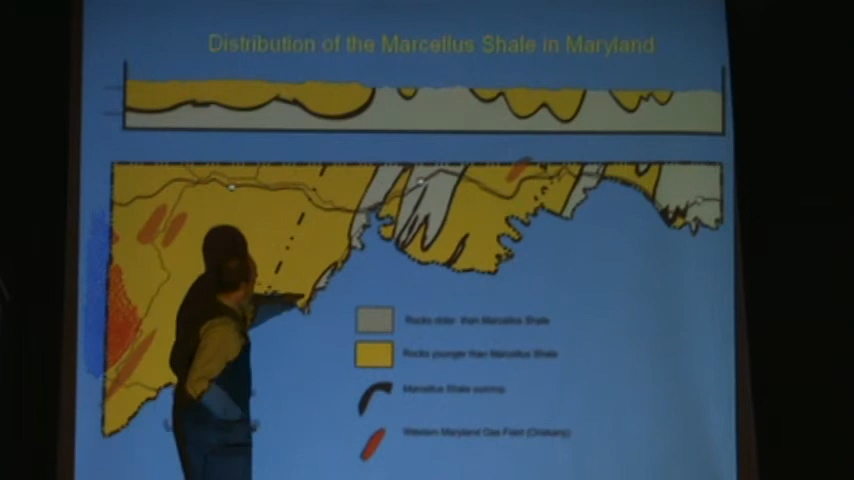 Distribution of the Marcellus Shale in Maryland
Rocks older than Marcellus Shale
Rocks younger than Marcellus Shale
Marcellus Shale
Western Maryland Gas Field (Oriskany)